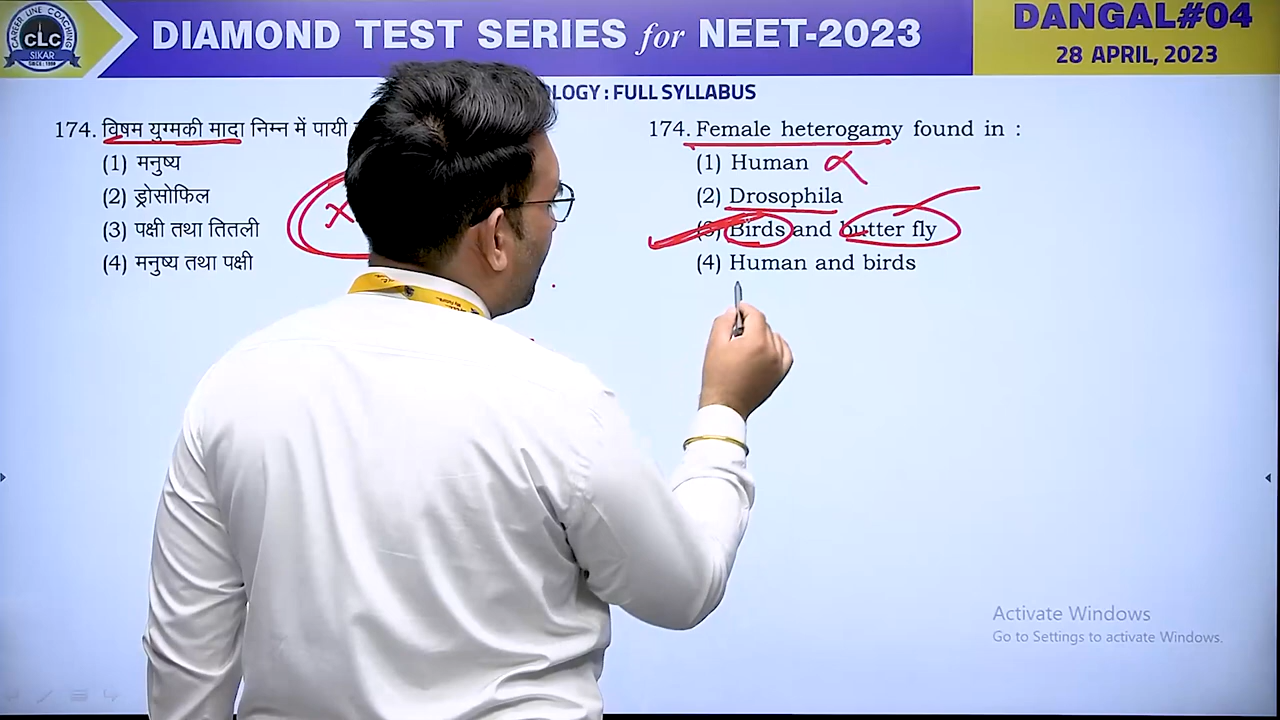 CAREER LINE COACHING
CLC
SIKAR
SINCE : 1996
DIAMOND TEST SERIES for NEET-2023
DANGAL#04
28 APRIL, 2023
OLOGY : FULL SYLLABUS
174. विषम युग्मकी मादा निम्न में पायी
(1) मनुष्य
(2) ड्रोसोफिल
(3) पक्षी तथा तितली
(4) मनुष्य तथा पक्षी
174. Female heterogamy found in :
(1) Human
(2) Drosophila
(3) Birds and butter fly
(4) Human and birds
Activate Windows
Go to Settings to activate Windows.